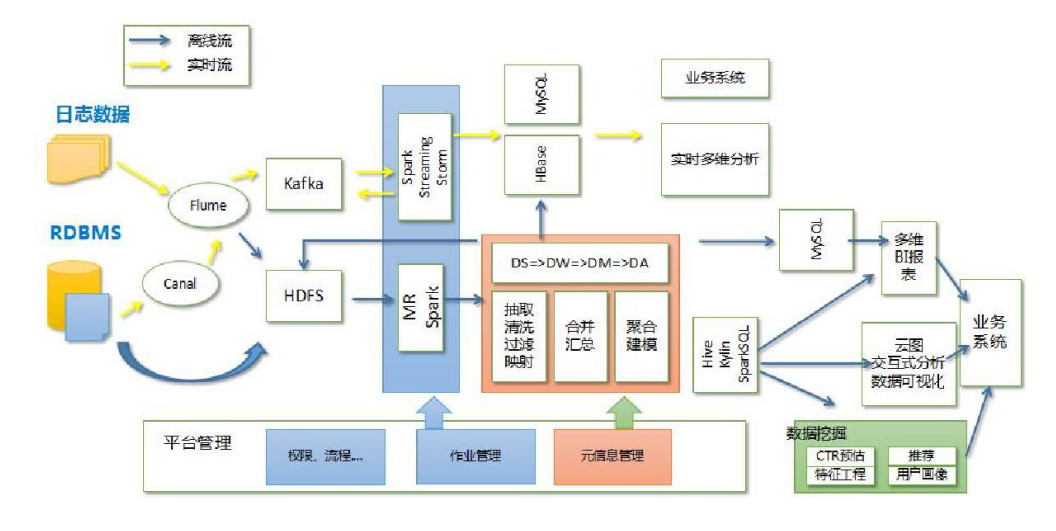 离线流
实时流
日志数据
RDBMS
Flume
Canal
Kafka
HDFS
Spark
Streaming
Storm
MR
Spark
MySQL
HBase
业务系统
实时多维分析
DS=>DW=>DM=>DA
抽取
清洗
过滤
映射
合并
汇总
聚合
建模
MySQL
多维
BI报
表
Hive
Kylin
SparkSQL
云图
交互式分析
数据可视化
业务
系统
数据挖掘
CTR预估
推荐
特征工程
用户画像
平台管理
权限、流程....
作业管理
元信息管理